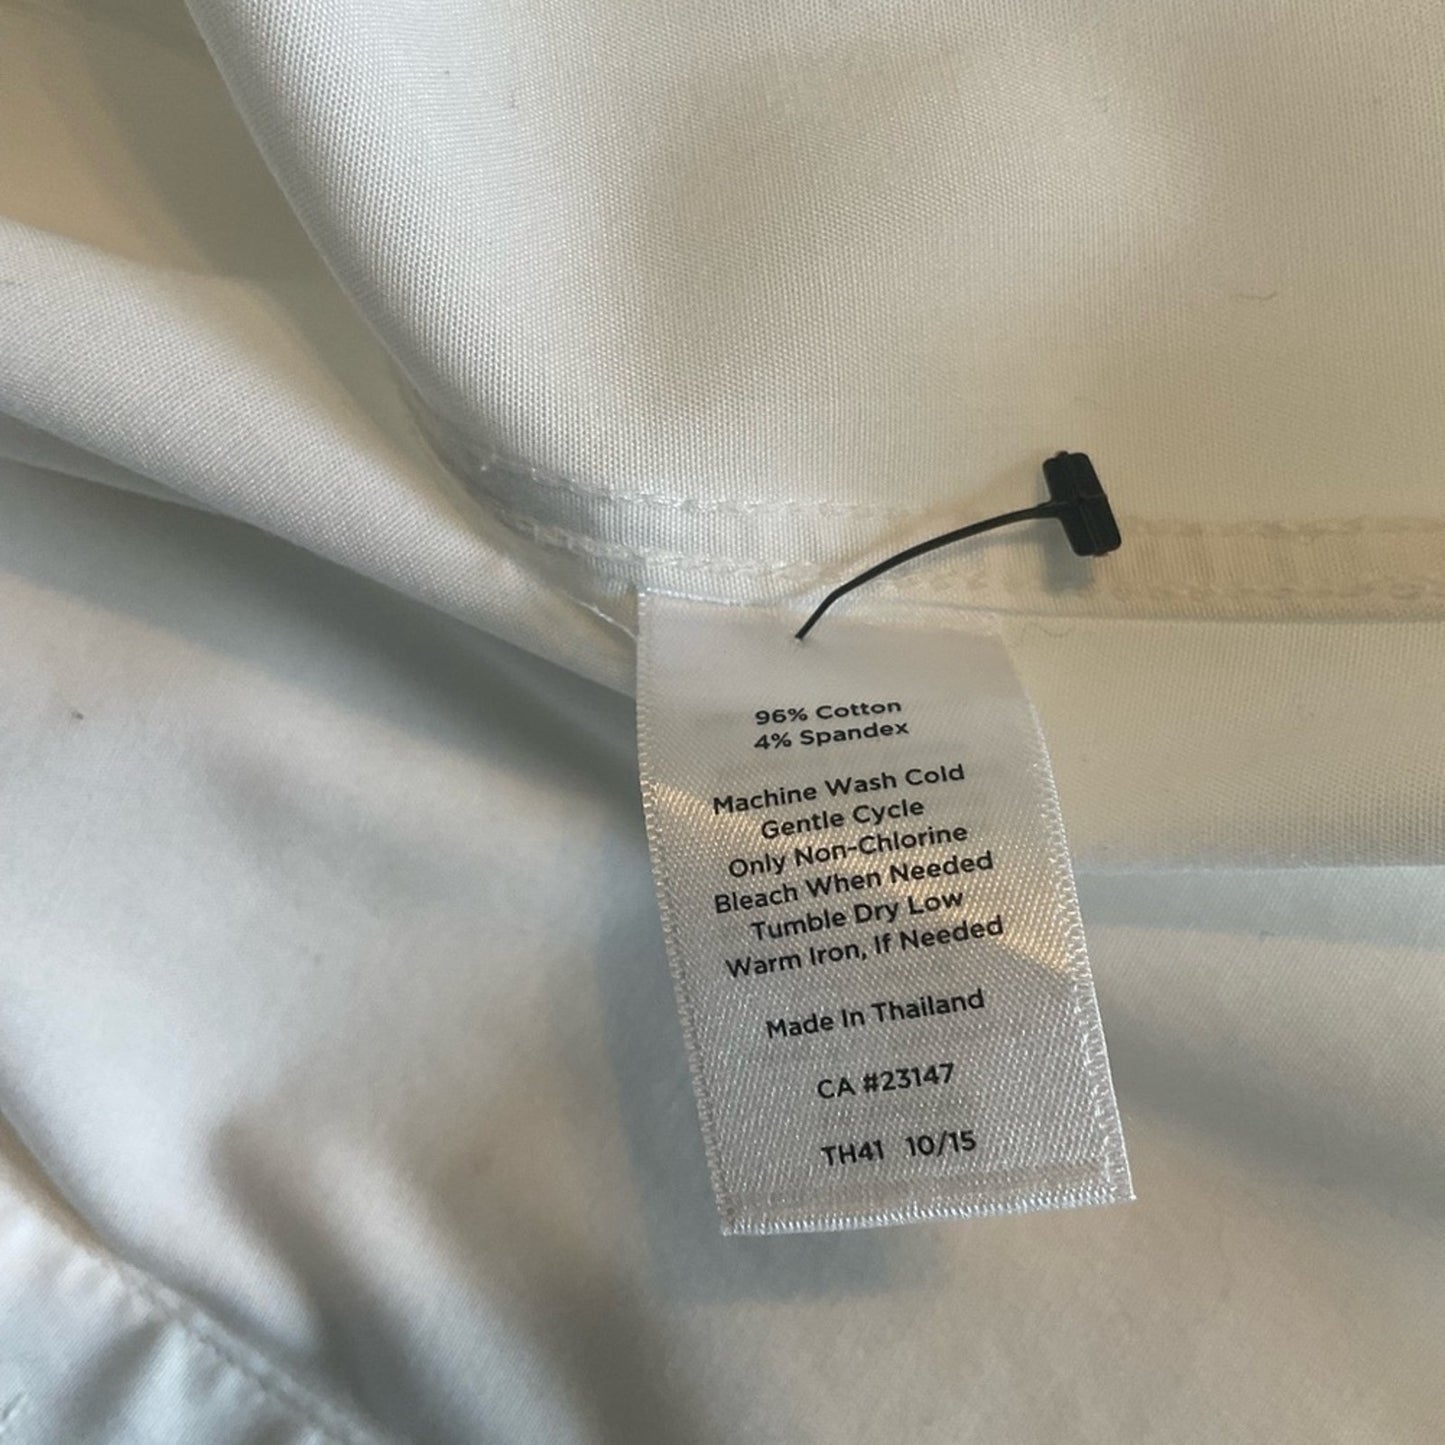 96% Cotton
4% Spandex
Machine Wash Cold
Gentle Cycle
Only Non-Chlorine
Bleach When Needed
Tumble Dry Low
Warm Iron, If Needed
Made In Thailand
CA #23147
TH41 10/15